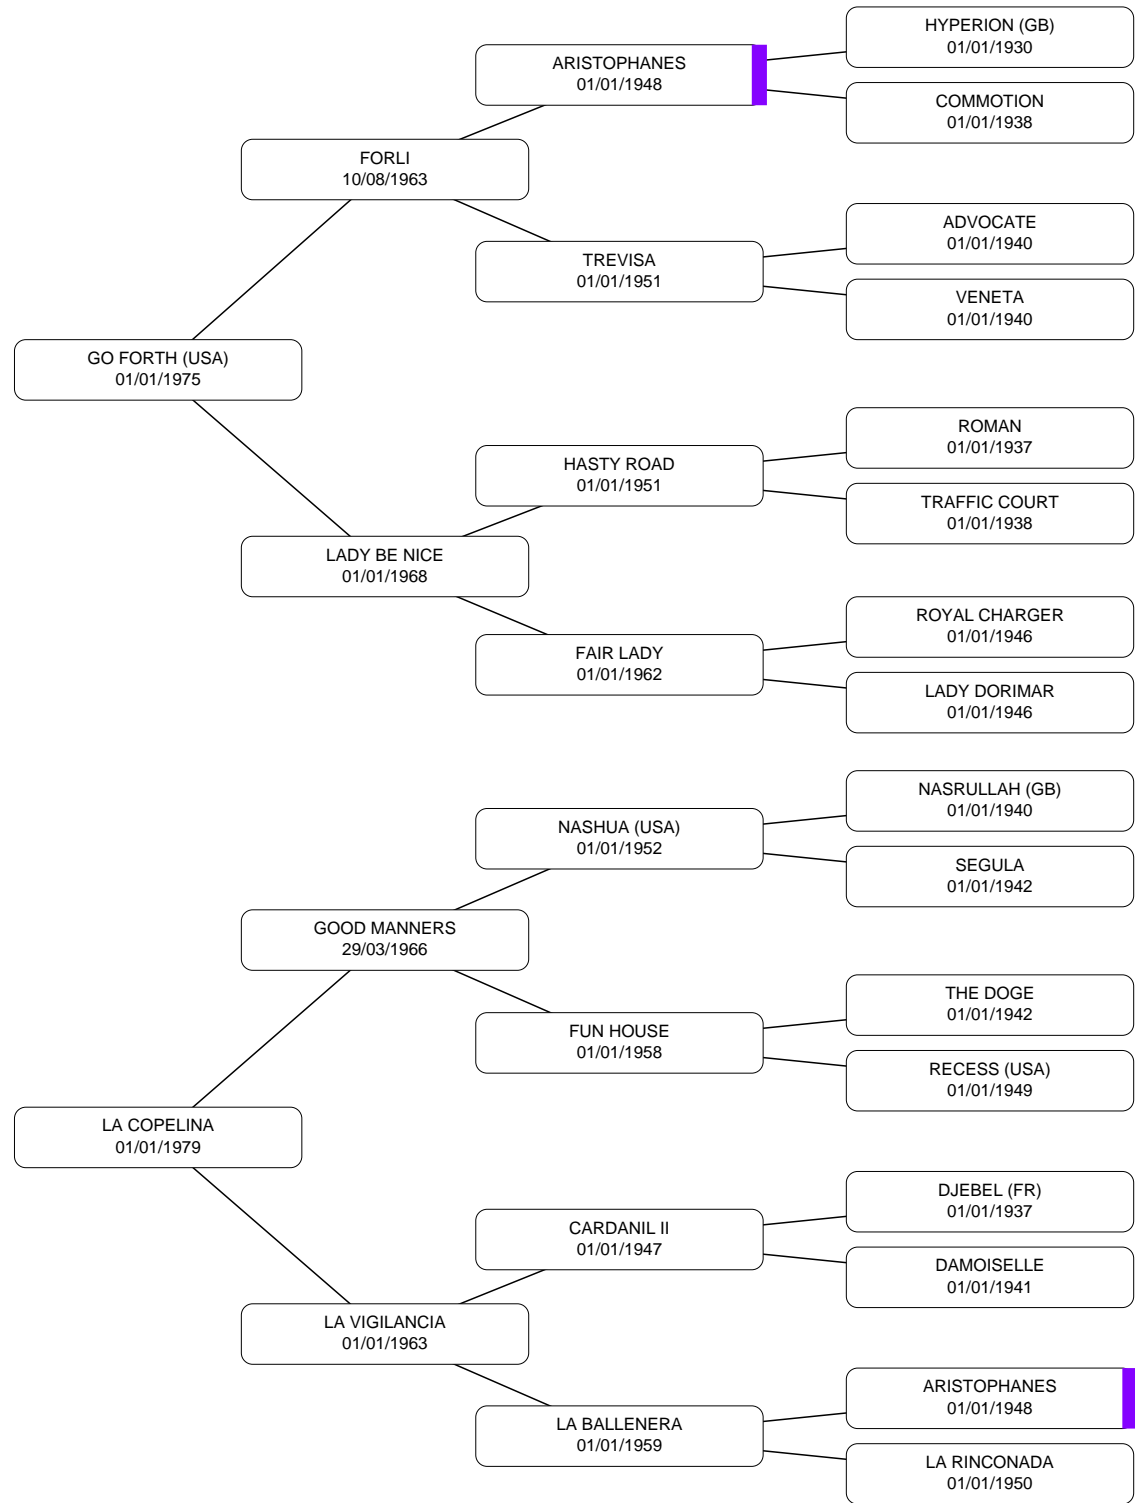 HYPERION (GB)
01/01/1930
ARISTOPHANES
01/01/1948
COMMOTION
01/01/1938
FORLI
10/08/1963
ADVOCATE
01/01/1940
TREVISA
01/01/1951
VENETA
01/01/1940
GO FORTH (USA)
01/01/1975
ROMAN
01/01/1937
HASTY ROAD
01/01/1951
TRAFFIC COURT
01/01/1938
LADY BE NICE
01/01/1968
ROYAL CHARGER
01/01/1946
FAIR LADY
01/01/1962
LADY DORIMAR
01/01/1946
NASRULLAH (GB)
01/01/1940
NASHUA (USA)
01/01/1952
SEGULA
01/01/1942
GOOD MANNERS
29/03/1966
THE DOGE
01/01/1942
FUN HOUSE
01/01/1958
RECESS (USA)
01/01/1949
LA COPELINA
01/01/1979
DJEBEL (FR)
01/01/1937
CARDANIL II
01/01/1947
DAMOISELLE
01/01/1941
LA VIGILANCIA
01/01/1963
ARISTOPHANES
01/01/1948
LA BALLENERA
01/01/1959
LA RINCONADA
01/01/1950